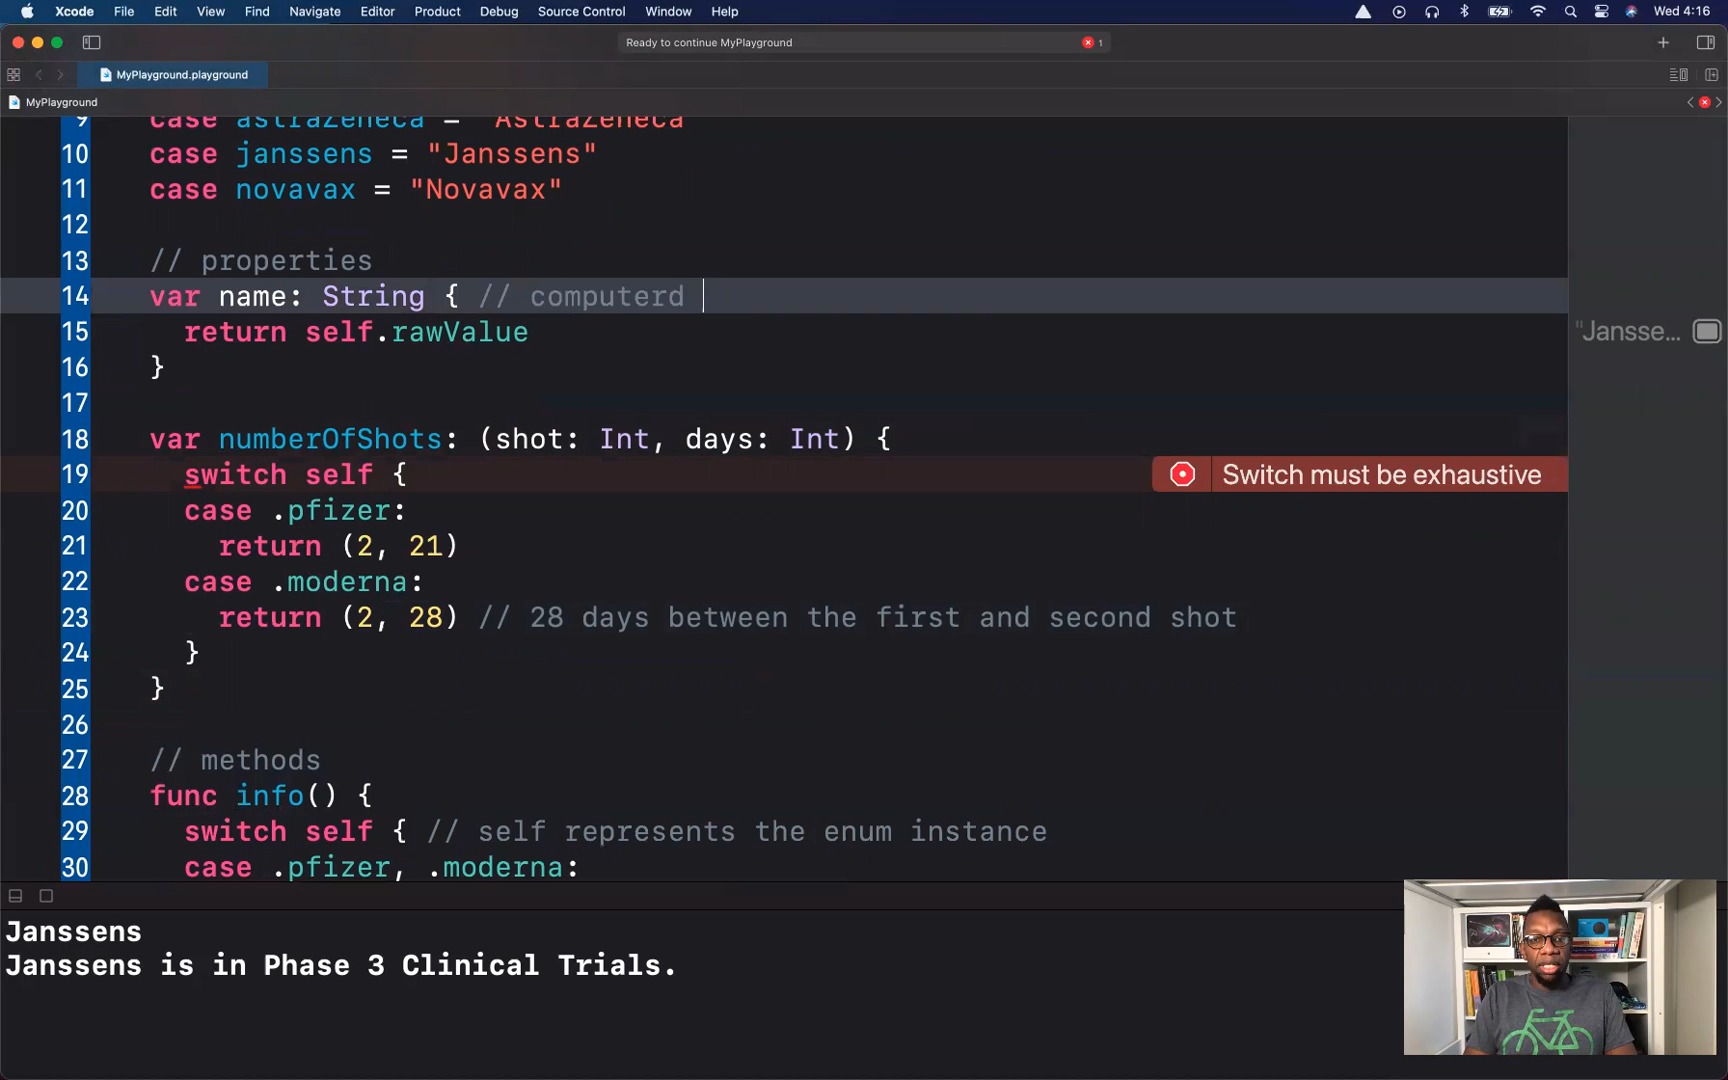 Xcode File Edit View Find Navigate Editor Product Debug Source Control Window Help Wed 4:16
Ready to continue MyPlayground 1
MyPlayground.playground
MyPlayground
9 case astraZeneca = "AstraZeneca
10 case janssens = "Janssens"
11 case novavax = "Novavax"
12
13 // properties
14 var name: String { // computerd
15 return self.rawValue "Jansse...
16 }
17
18 var numberOfShots: (shot: Int, days: Int) {
19 switch self { Switch must be exhaustive
20 case .pfizer:
21 return (2, 21)
22 case .moderna:
23 return (2, 28) // 28 days between the first and second shot
24 }
25 }
26
27 // methods
28 func info() {
29 switch self { // self represents the enum instance
30 case .pfizer, .moderna:
Janssens
Janssens is in Phase 3 Clinical Trials.